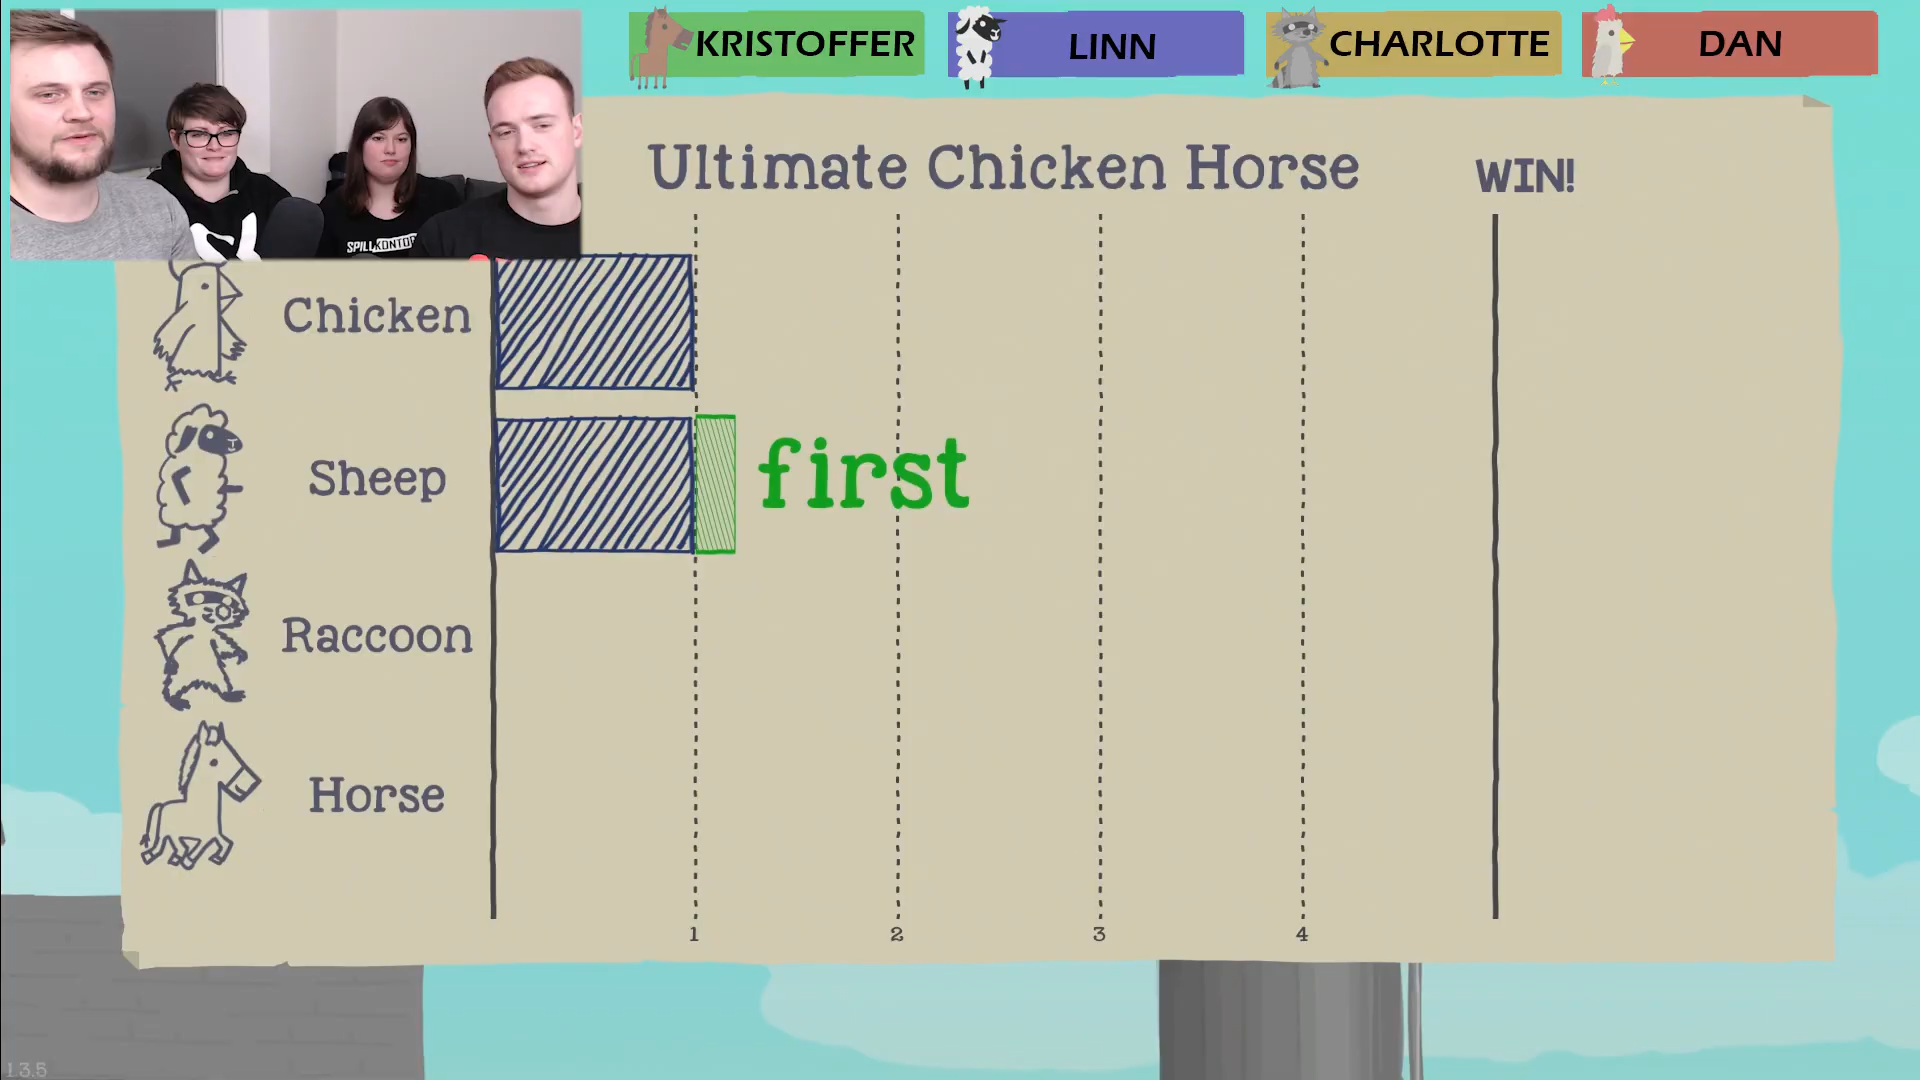 KRISTOFFER
LINN
CHARLOTTE
DAN
Ultimate Chicken Horse
WIN!
SPILLKONTOR
Chicken
Sheep
first
Raccoon
Horse
1 2 3 4
1.3.5